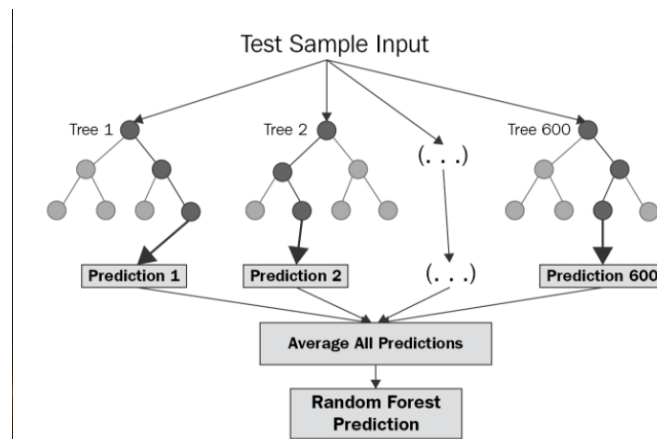 Test Sample Input
Tree 1
Tree 2
Tree 600
(. . .)
Prediction 1
Prediction 2
(. . .)
Prediction 600
Average All Predictions
Random Forest
Prediction